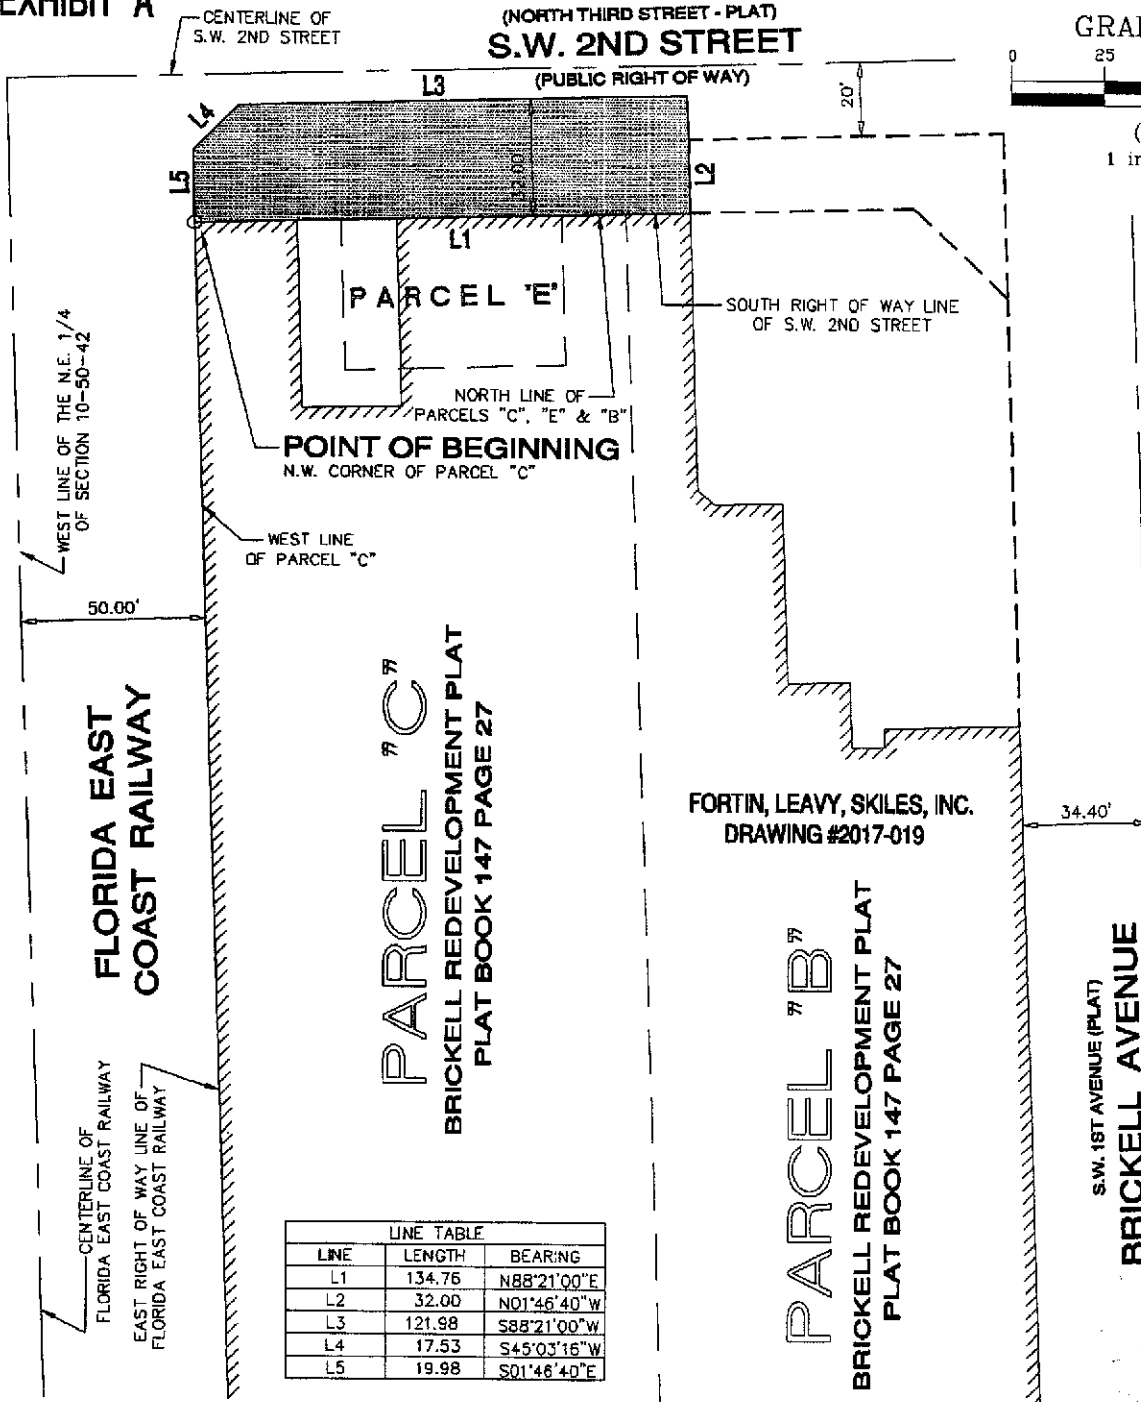 EXHIBIT A
CENTERLINE OF
S.W. 2ND STREET
(NORTH THIRD STREET - PLAT)
S.W. 2ND STREET
(PUBLIC RIGHT OF WAY)
0
25
20'
L3
L4
L5
L2
L1
PARCEL "E"
SOUTH RIGHT OF WAY LINE
OF S.W. 2ND STREET
NORTH LINE OF
PARCELS "C", "E" & "B"
POINT OF BEGINNING
N.W. CORNER OF PARCEL "C"
WEST LINE OF THE N.E. 1/4
OF SECTION 10-50-42
WEST LINE
OF PARCEL "C"
50.00'
FLORIDA EAST
COAST RAILWAY
PARCEL "C"
BRICKELL REDEVELOPMENT PLAT
PLAT BOOK 147 PAGE 27
FORTIN, LEAVY, SKILES, INC.
DRAWING #2017-019
34.40'
PARCEL "B"
BRICKELL REDEVELOPMENT PLAT
PLAT BOOK 147 PAGE 27
S.W. 1ST AVENUE (PLAT)
BRICKELL AVENUE
CENTERLINE OF
FLORIDA EAST COAST RAILWAY
EAST RIGHT OF WAY LINE OF
FLORIDA EAST COAST RAILWAY
LINE TABLE
LINE LENGTH BEARING
L1 134.76 N88°21'00"E
L2 32.00 N01°46'40"W
L3 121.98 S88°21'00"W
L4 17.53 S45°03'16"W
L5 19.98 S01°46'40"E